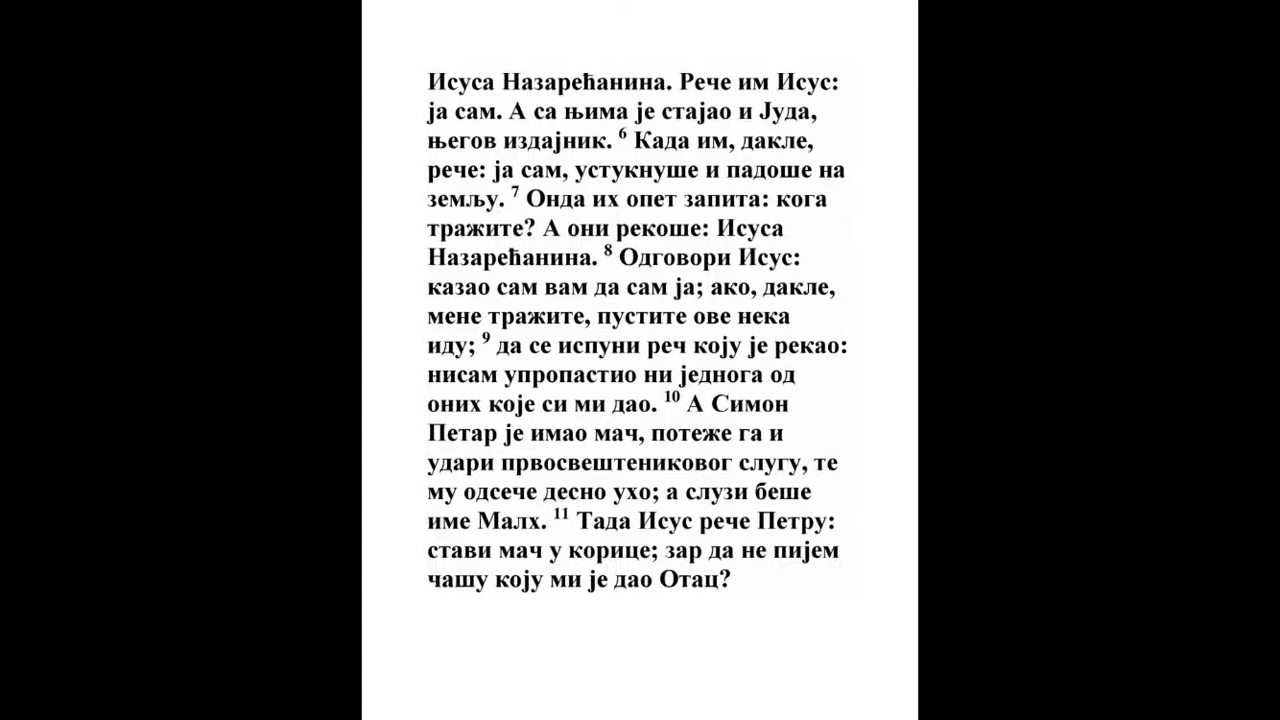 Исуса Назарећанина. Рече им Исус:
ја сам. А са њима је стајао и Јуда,
његов издајник. 6 Када им, дакле,
рече: ја сам, устукнуше и падоше на
земљу. 7 Онда их опет запита: кога
тражите? А они рекоше: Исуса
Назарећанина. 8 Одговори Исус:
казао сам вам да сам ја; ако, дакле,
мене тражите, пустите ове нека
иду; 9 да се испуни реч коју је рекао:
нисам упропастио ни једнога од
оних које си ми дао. 10 А Симон
Петар је имао мач, потеже га и
удари првосвештениковог слугу, те
му одсече десно ухо; а слузи беше
име Малх. 11 Тада Исус рече Петру:
стави мач у корице; зар да не пијем
чашу коју ми је дао Отац?